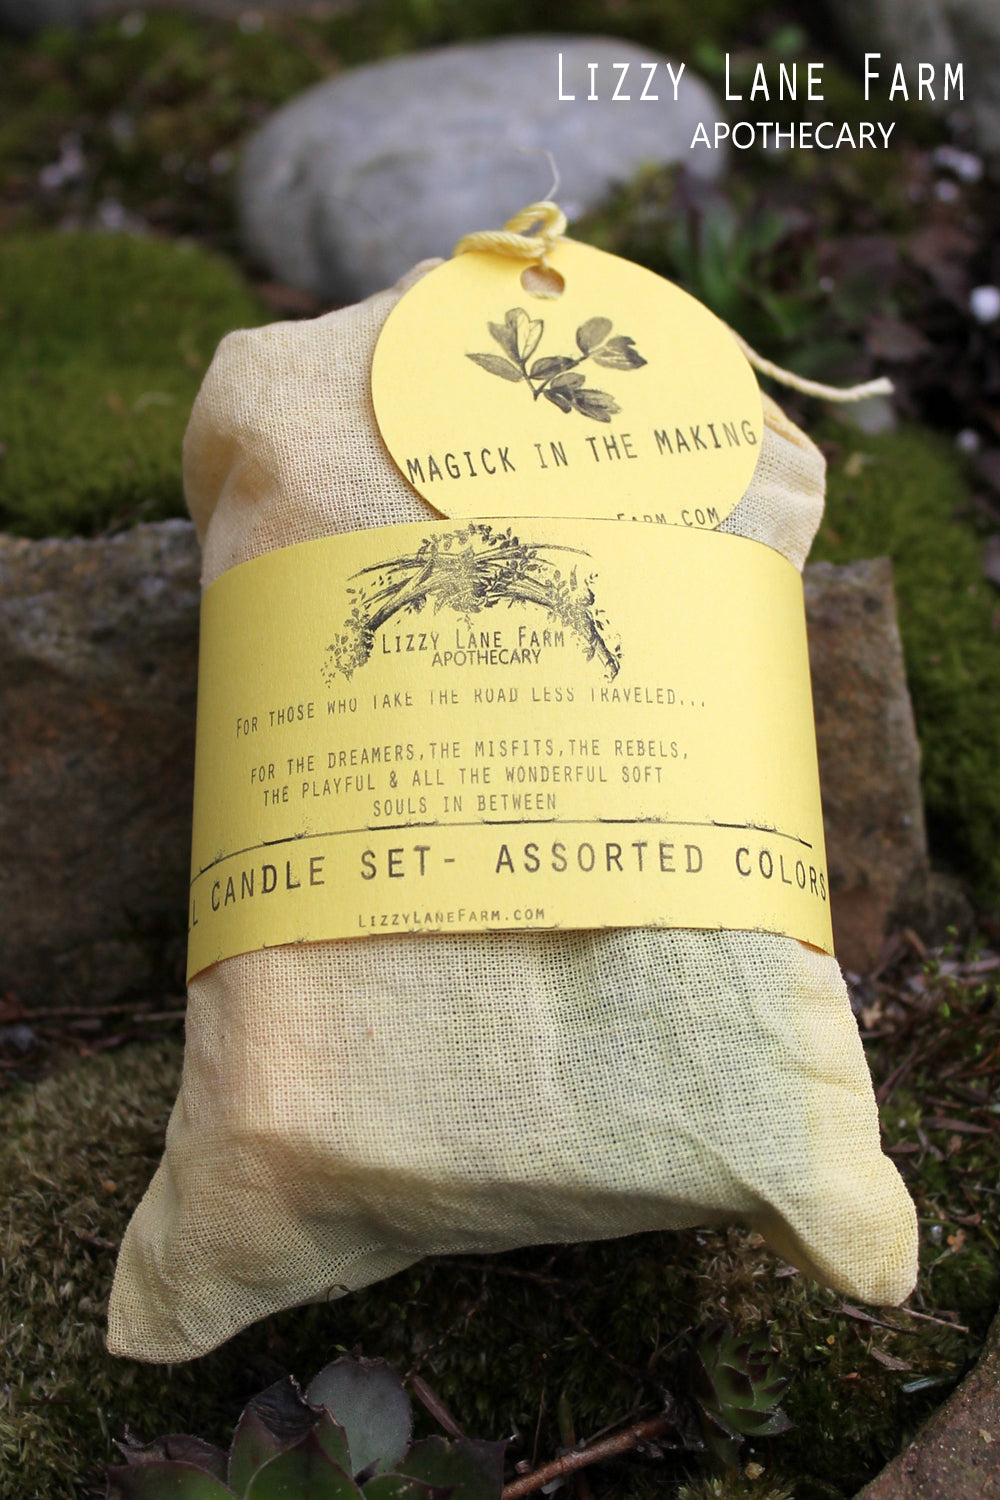 Lizzy Lane Farm
APOTHECARY
MAGICK IN THE MAKING
FARM.COM
Lizzy Lane Farm
APOTHECARY
For those who take the road less traveled...
For the dreamers, the misfits, the rebels,
the playful & all the wonderful soft
souls in between
L CANDLE SET- ASSORTED COLORS
LizzyLaneFarm.com